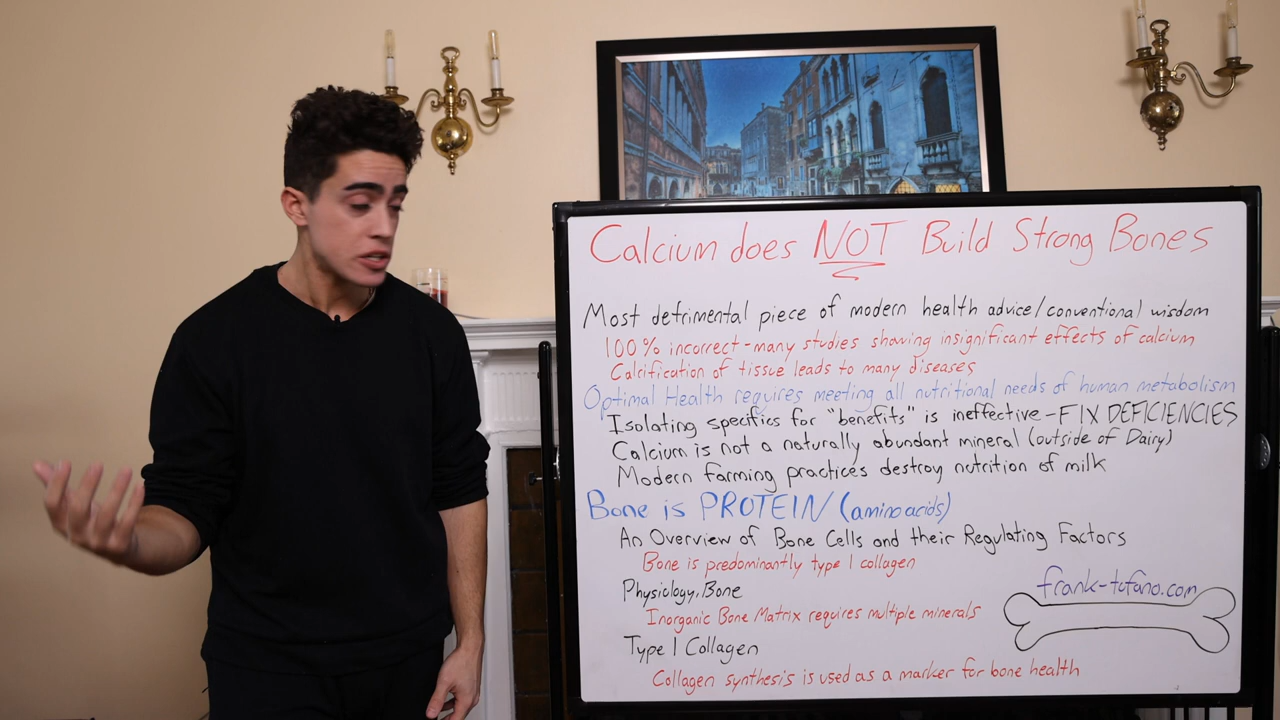 Calcium does NOT Build Strong Bones
Most detrimental piece of modern health advice/conventional wisdom
100% incorrect-many studies showing insignificant effects of calcium
Calcification of tissue leads to many diseases
Optimal Health requires meeting all nutritional needs of human metabolism
Isolating specifics for "benefits" is ineffective-FIX DEFICIENCIES
Calcium is not a naturally abundant mineral (outside of Dairy)
Modern farming practices destroy nutrition of milk
Bone is PROTEIN (amino acids)
An Overview of Bone Cells and their Regulating Factors
Bone is predominantly type 1 collagen
Physiology, Bone
Inorganic Bone Matrix requires multiple minerals
Type 1 Collagen
Collagen synthesis is used as a marker for bone health
frank-tufano.com